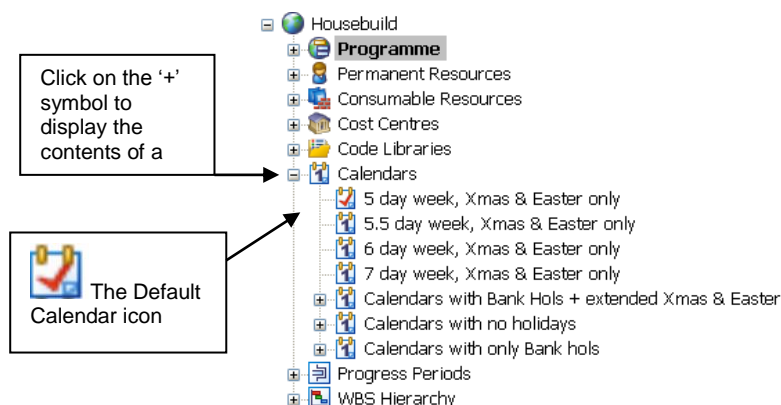 Housebuild
Programme
Permanent Resources
Consumable Resources
Cost Centres
Code Libraries
Calendars
5 day week, Xmas & Easter only
5.5 day week, Xmas & Easter only
6 day week, Xmas & Easter only
7 day week, Xmas & Easter only
Calendars with Bank Hols + extended Xmas & Easter
Calendars with no holidays
Calendars with only Bank hols
Progress Periods
WBS Hierarchy
Click on the ‘+’
symbol to
display the
contents of a
The Default
Calendar icon